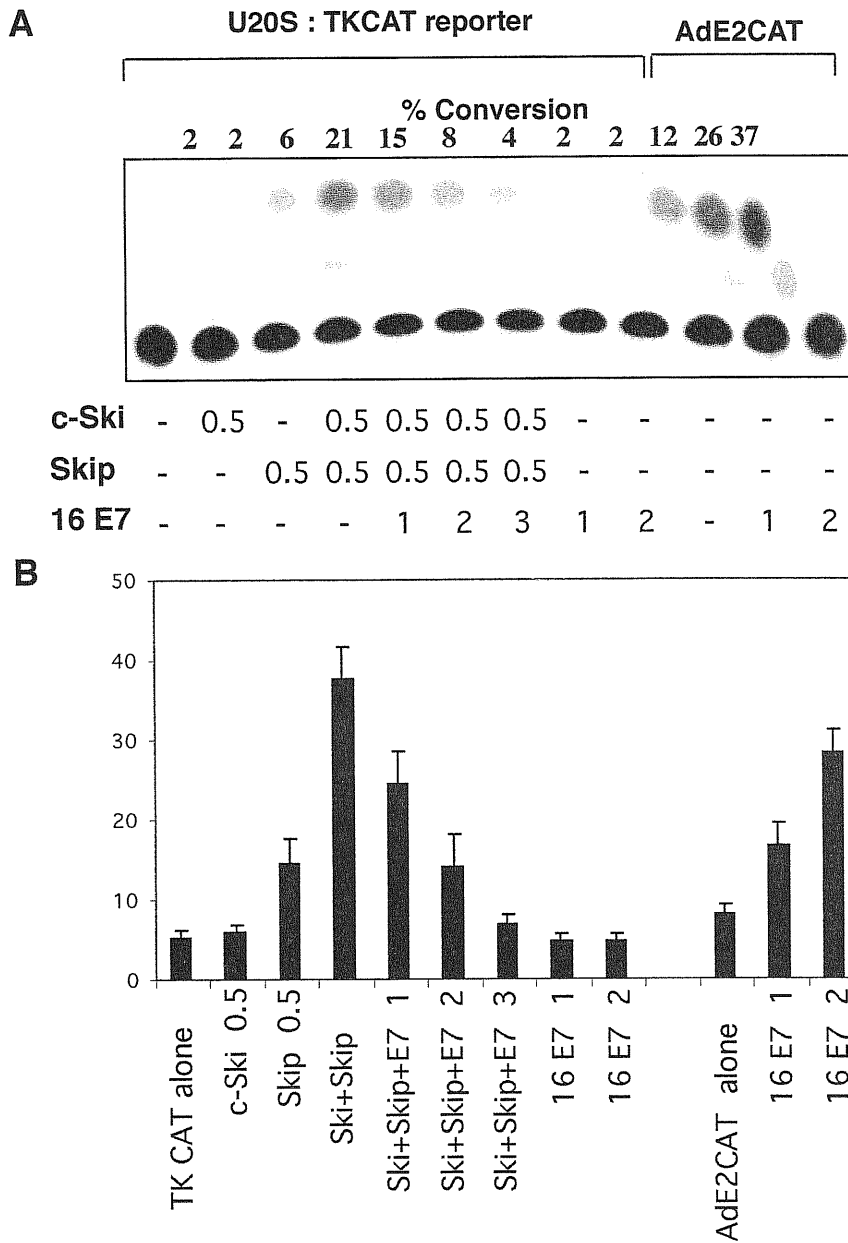 A
U20S : TKCAT reporter
AdE2CAT
% Conversion
2 2 6 21 15 8 4 2 2 12 26 37
c-Ski - 0.5 - 0.5 0.5 0.5 0.5 - - - - -
Skip - - 0.5 0.5 0.5 0.5 0.5 - - - - -
16 E7 - - - - 1 2 3 1 2 - 1 2
B
50
40
30
20
10
0
TK CAT alone
c-Ski 0.5
Skip 0.5
Ski+Skip
Ski+Skip+E7 1
Ski+Skip+E7 2
Ski+Skip+E7 3
16 E7 1
16 E7 2
AdE2CAT alone
16 E7 1
16 E7 2